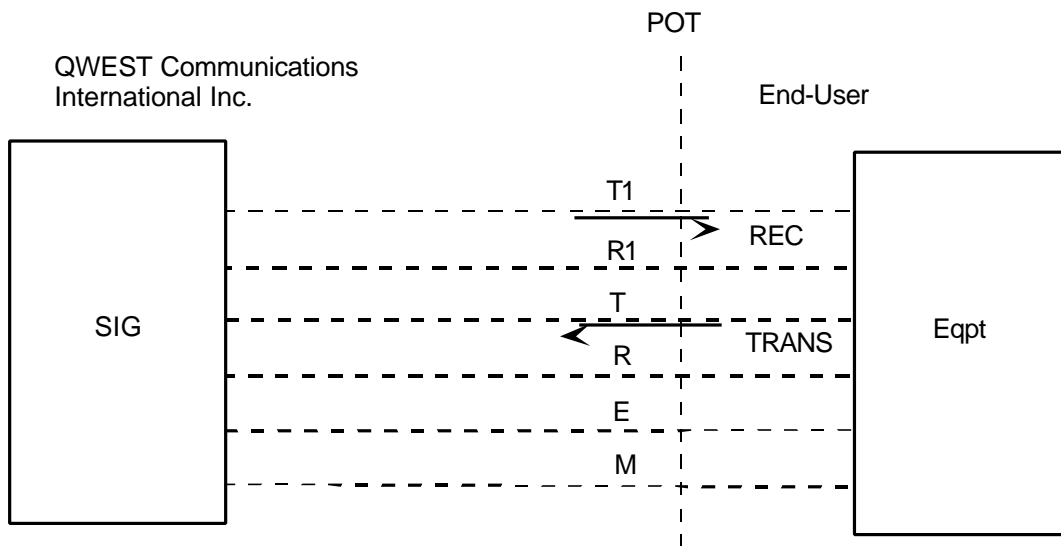 POT
QWEST Communications
International Inc.
End-User
T1
REC
R1
T
SIG
TRANS
Eqpt
R
E
M